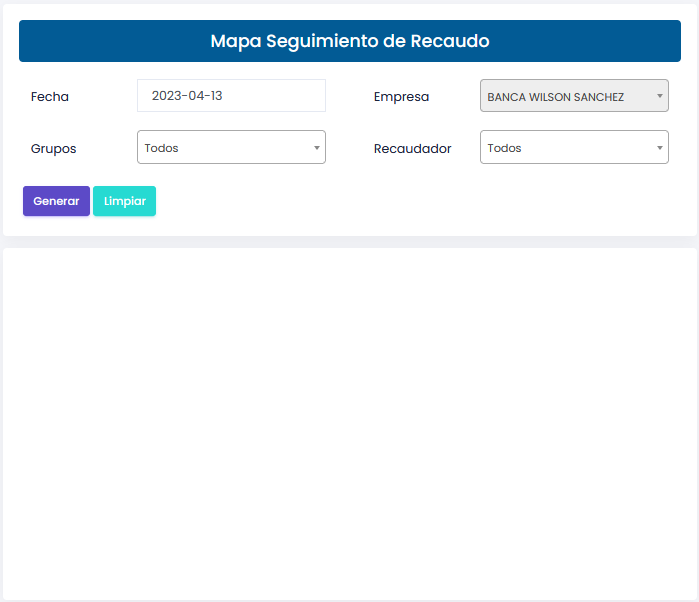 Mapa Seguimiento de Recaudo
Fecha 2023-04-13 Empresa BANCA WILSON SANCHEZ
Grupos Todos Recaudador Todos
Generar Limpiar